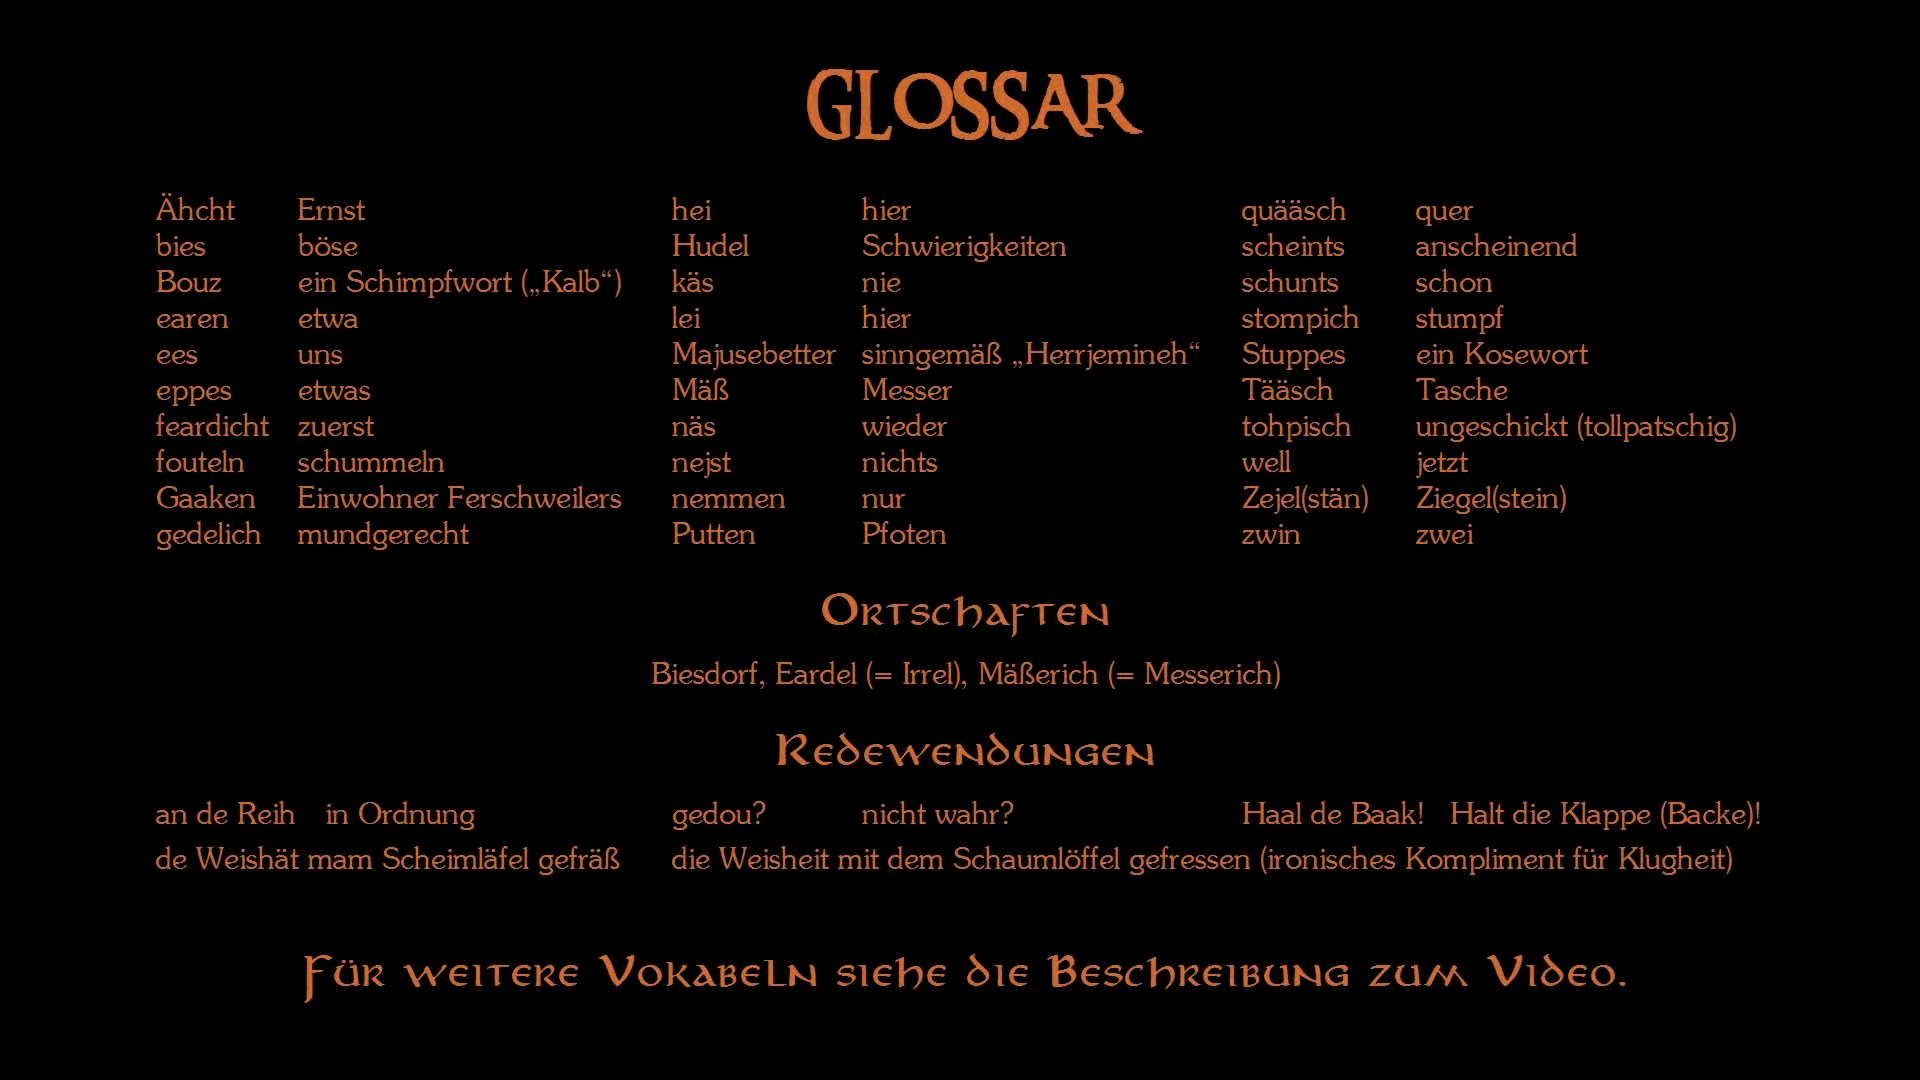 GLOSSAR
Ähcht Ernst hei hier quääsch quer
bies böse Hudel Schwierigkeiten scheints anscheinend
Bouz ein Schimpfwort („Kalb“) käs nie schunts schon
earen etwa lei hier stompich stumpf
ees uns Majusebetter sinngemäß „Herrjemineh“ Stuppes ein Kosewort
eppes etwas Mäß Messer Tääsch Tasche
feardicht zuerst näs wieder tohpisch ungeschickt (tollpatschig)
fouteln schummeln nejst nichts well jetzt
Gaaken Einwohner Ferschweilers nemmen nur Zejel(stän) Ziegel(stein)
gedelich mundgerecht Putten Pfoten zwin zwei
Ortschaften
Biesdorf, Eardel (= Irrel), Mäßerich (= Messerich)
Redewendungen
an de Reih in Ordnung gedou? nicht wahr? Haal de Baak! Halt die Klappe (Backe)!
de Weishät mam Scheimläfel gefräß die Weisheit mit dem Schaumlöffel gefressen (ironisches Kompliment für Klugheit)
Für weitere Vokabeln siehe die Beschreibung zum Video.